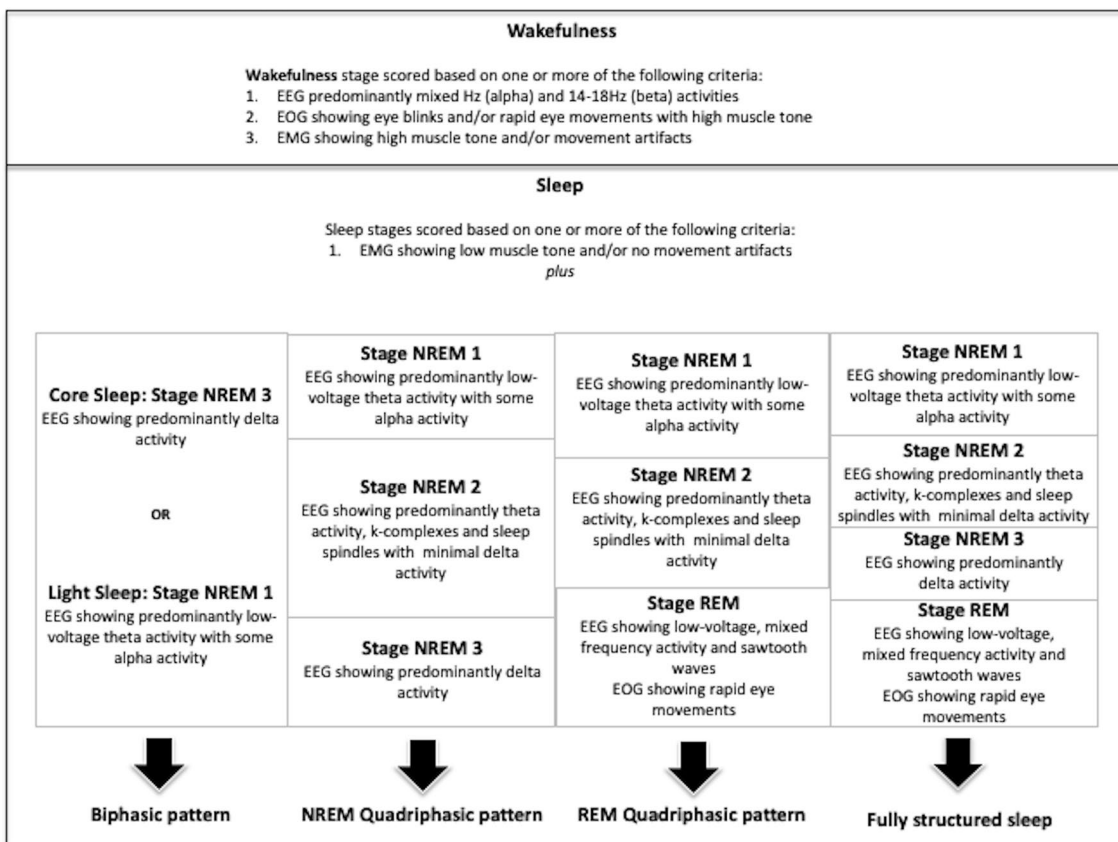 Wakefulness
Wakefulness stage scored based on one or more of the following criteria:
1. EEG predominantly mixed Hz (alpha) and 14-18Hz (beta) activities
2. EOG showing eye blinks and/or rapid eye movements with high muscle tone
3. EMG showing high muscle tone and/or movement artifacts
Sleep
Sleep stages scored based on one or more of the following criteria:
1. EMG showing low muscle tone and/or no movement artifacts
plus
Core Sleep: Stage NREM 3
EEG showing predominantly delta
activity
OR
Light Sleep: Stage NREM 1
EEG showing predominantly low-
voltage theta activity with some
alpha activity
Biphasic pattern
Stage NREM 1
EEG showing predominantly low-
voltage theta activity with some
alpha activity
Stage NREM 2
EEG showing predominantly theta
activity, k-complexes and sleep
spindles with minimal delta
activity
Stage NREM 3
EEG showing predominantly delta
activity
NREM Quadriphasic pattern
Stage NREM 1
EEG showing predominantly low-
voltage theta activity with some
alpha activity
Stage NREM 2
EEG showing predominantly theta
activity, k-complexes and sleep
spindles with minimal delta
activity
Stage REM
EEG showing low-voltage, mixed
frequency activity and sawtooth
waves
EOG showing rapid eye
movements
REM Quadriphasic pattern
Stage NREM 1
EEG showing predominantly low-
voltage theta activity with some
alpha activity
Stage NREM 2
EEG showing predominantly theta
activity, k-complexes and sleep
spindles with minimal delta activity
Stage NREM 3
EEG showing predominantly
delta activity
Stage REM
EEG showing low-voltage,
mixed frequency activity and
sawtooth waves
EOG showing rapid eye
movements
Fully structured sleep